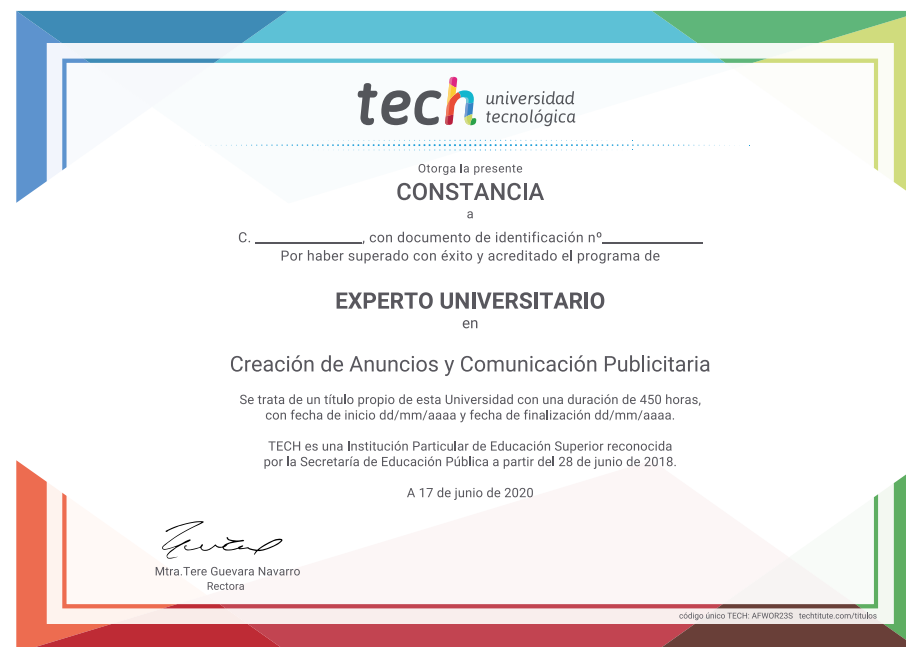 tech universidad
tecnológica
Otorga la presente
CONSTANCIA
a
C. ____________, con documento de identificación nº____________
Por haber superado con éxito y acreditado el programa de
EXPERTO UNIVERSITARIO
en
Creación de Anuncios y Comunicación Publicitaria
Se trata de un título propio de esta Universidad con una duración de 450 horas,
con fecha de inicio dd/mm/aaaa y fecha de finalización dd/mm/aaaa.
TECH es una Institución Particular de Educación Superior reconocida
por la Secretaría de Educación Pública a partir del 28 de junio de 2018.
A 17 de junio de 2020
Mtra.Tere Guevara Navarro
Rectora
código único TECH: AFWOR23S techtitute.com/titulos